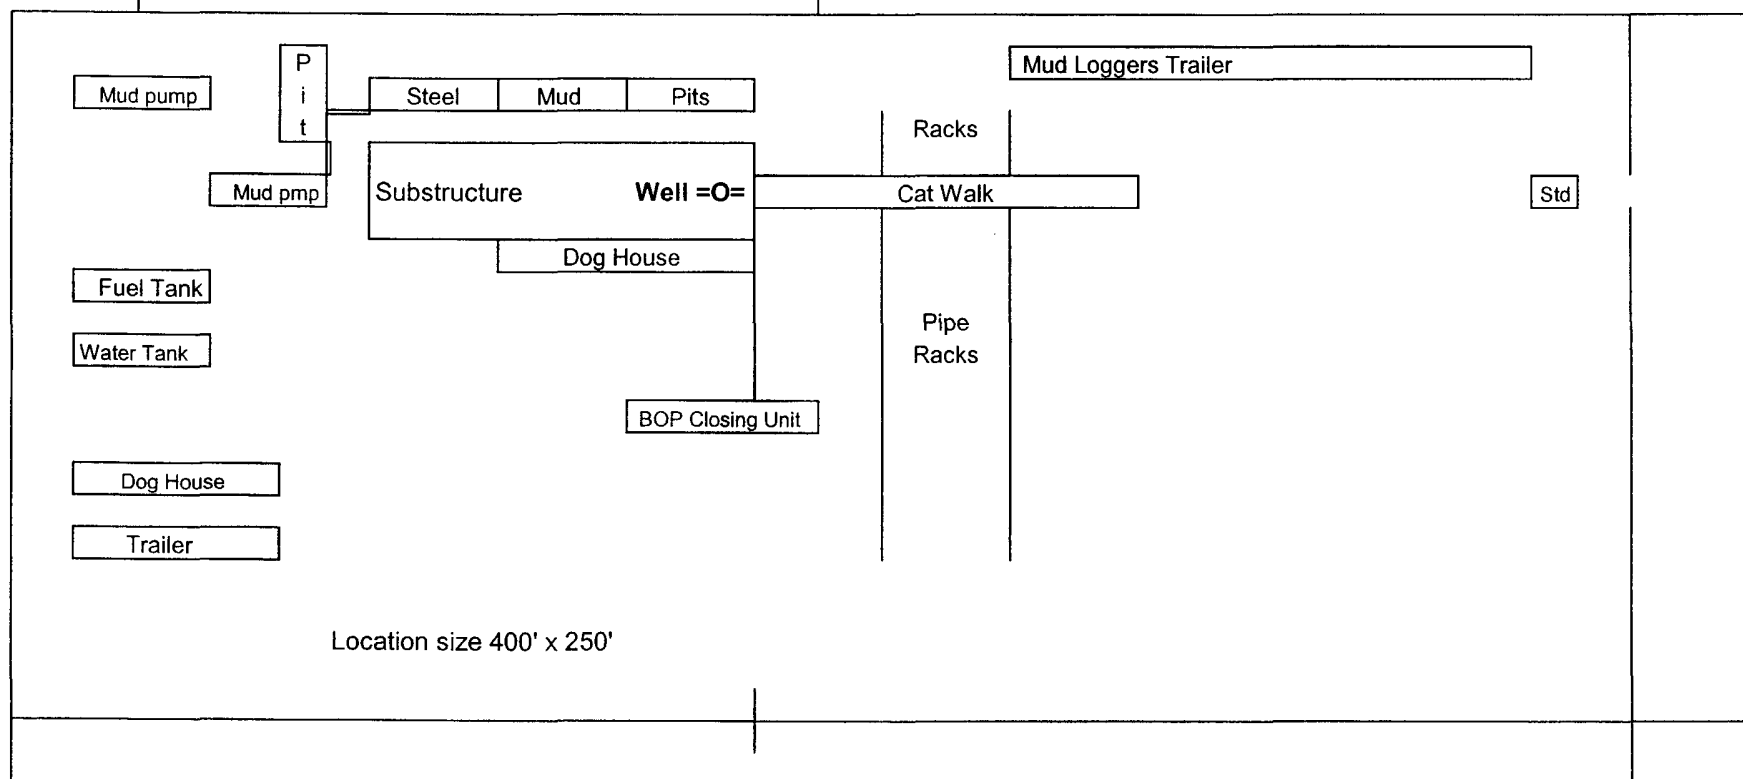 Mud Loggers Trailer
P
i
t
Mud pump
Steel Mud Pits
Racks
Mud pmp
Substructure Well =O=
Cat Walk
Std
Dog House
Fuel Tank
Pipe
Racks
Water Tank
BOP Closing Unit
Dog House
Trailer
Location size 400' x 250'